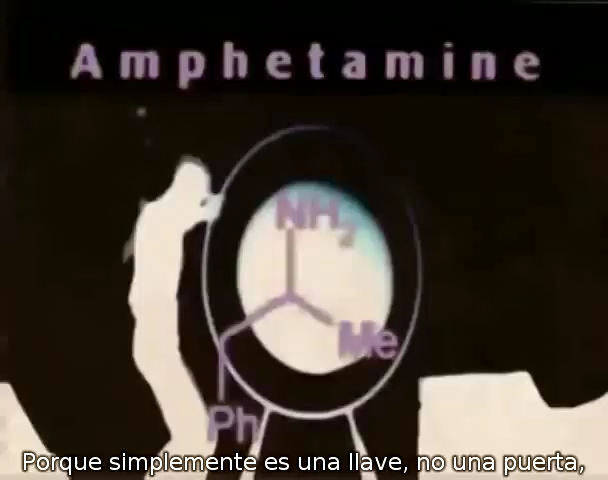 Amphetamine
NH2
Me
Ph
Porque simplemente es una llave, no una puerta,